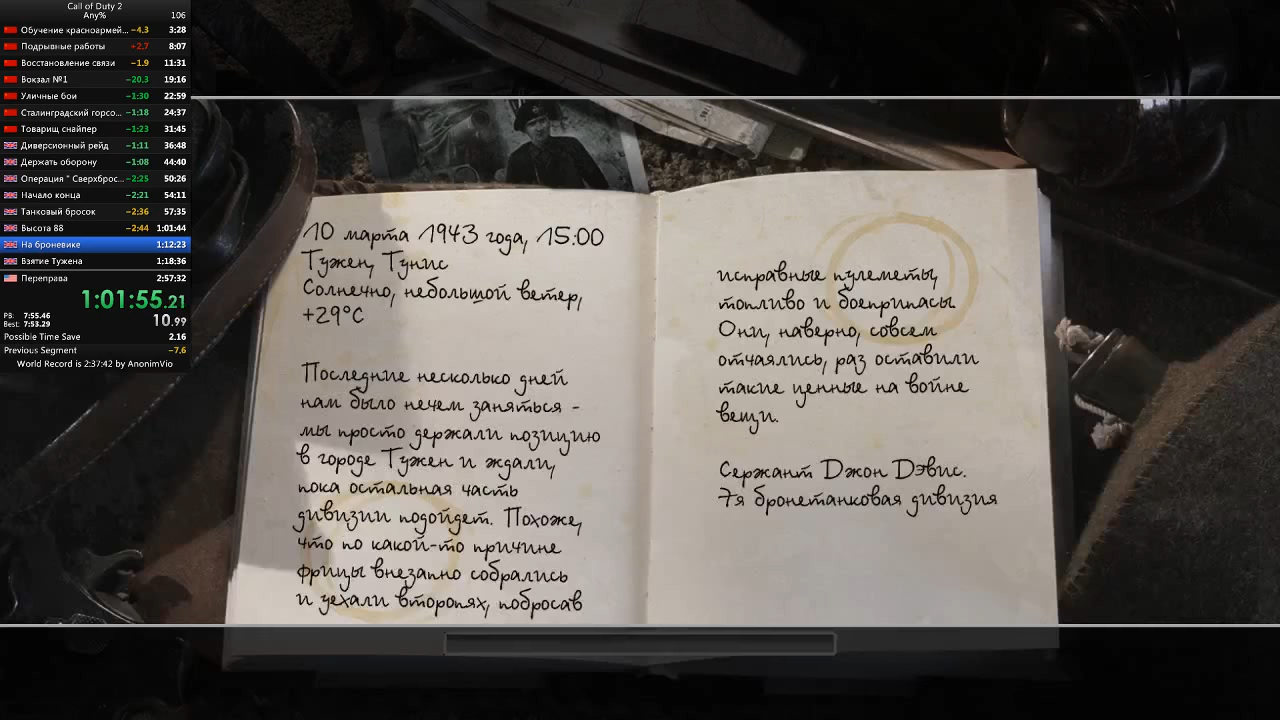 Call of Duty 2
Any% 106
Обучение красноармей... −4,3 3:28
Подрывные работы +2,7 8:07
Восстановление связи −1,9 11:31
Вокзал №1 −20,3 19:16
Уличные бои −1:30 22:59
Сталинградский горсо... −1:18 24:37
Товарищ снайпер −1:23 31:45
Диверсионный рейд −1:11 36:48
Держать оборону −1:08 44:40
Операция " Сверхброс... −2:25 50:26
Начало конца −2:21 54:11
Танковый бросок −2:36 57:35
Высота 88 −2:44 1:01:44
На броневике 1:12:23
Взятие Тужена 1:18:36
Переправа 2:57:32
1:01:55.21
PB: 7:55.46 10.99
Best: 7:53.29
Possible Time Save 2.16
Previous Segment −7,6
World Record is 2:37:42 by AnonimVio
10 марта 1943 года, 15:00
Тужен, Тунис
Солнечно, небольшой ветер,
+29°C
Последние несколько дней
нам было нечем заняться -
мы просто держали позицию
в городе Тужен и ждали,
пока остальная часть
дивизии подойдет. Похоже,
что по какой-то причине
фрицы внезапно собрались
и уехали второпях, побросав
исправные пулеметы,
топливо и боеприпасы.
Они, наверно, совсем
отчаялись, раз оставили
такие ценные на войне
вещи.
Сержант Джон Дэвис.
7я бронетанковая дивизия